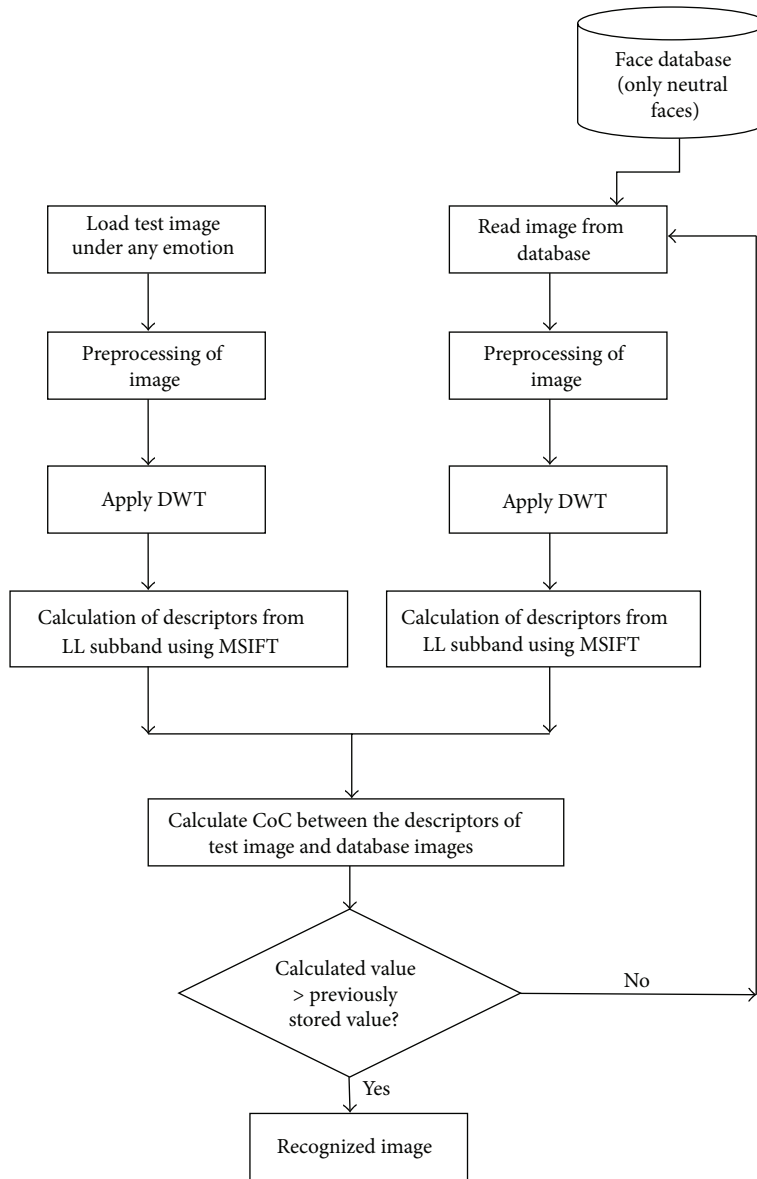 Face database
(only neutral
faces)
Load test image
under any emotion
Read image from
database
Preprocessing of
image
Preprocessing of
image
Apply DWT
Apply DWT
Calculation of descriptors from
LL subband using MSIFT
Calculation of descriptors from
LL subband using MSIFT
Calculate CoC between the descriptors of
test image and database images
Calculated value
> previously
stored value?
No
Yes
Recognized image